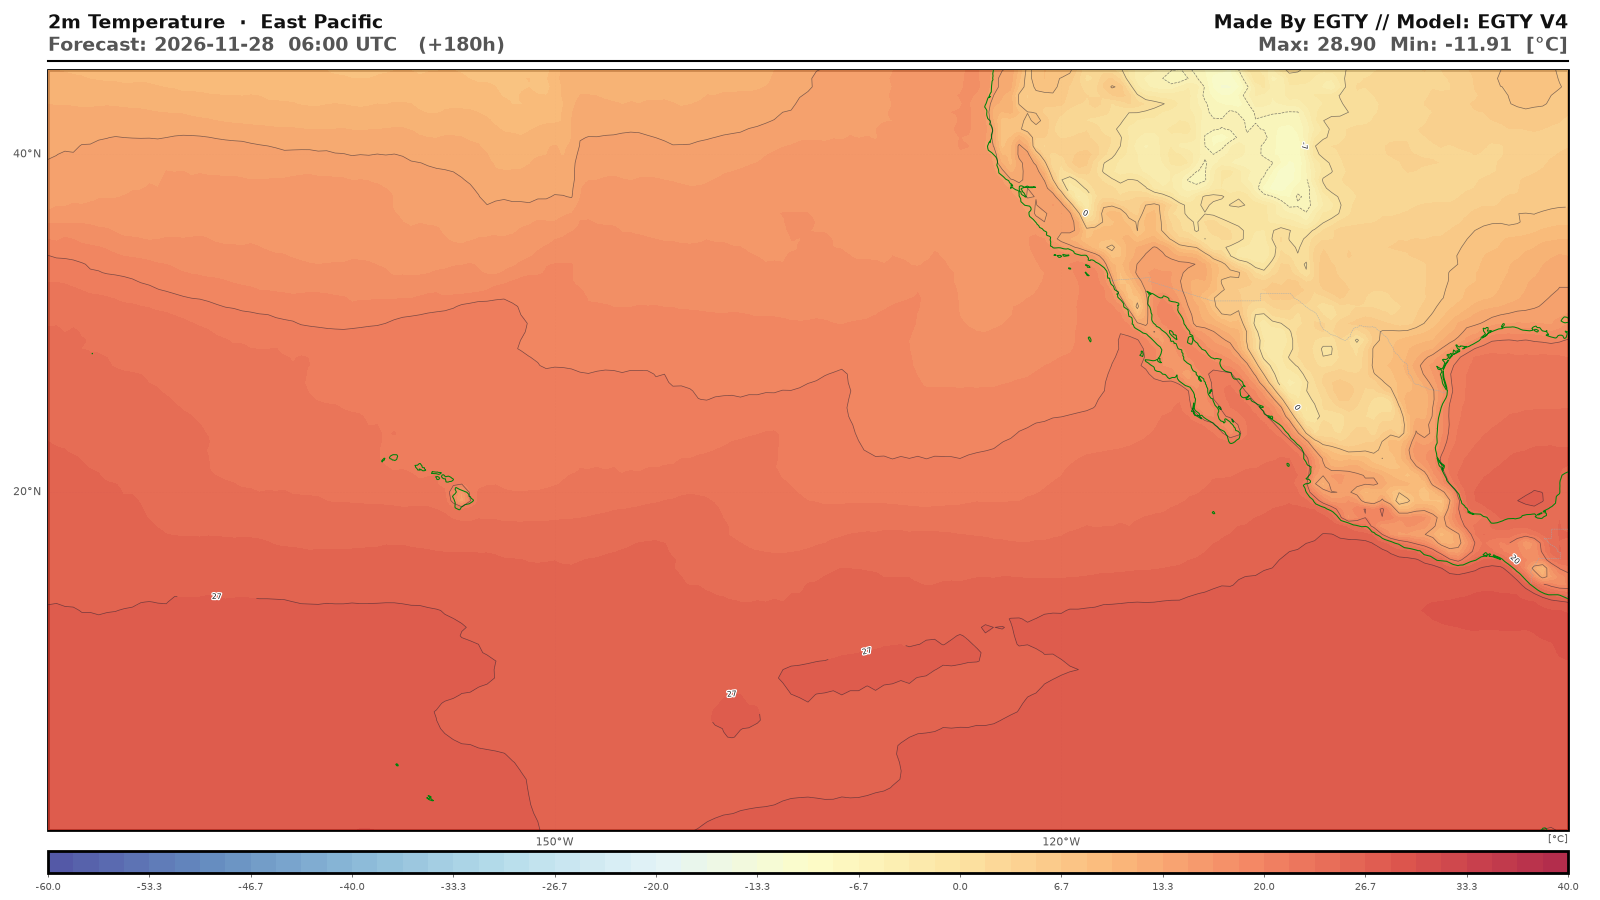 2m Temperature · East Pacific
Made By EGTY // Model: EGTY V4
Forecast: 2026-11-28 06:00 UTC (+180h)
Max: 28.90 Min: -11.91 [°C]
40°N
-7
0
0
20°N
20
27
27
27
150°W
120°W
[°C]
-60.0
-53.3
-46.7
-40.0
-33.3
-26.7
-20.0
-13.3
-6.7
0.0
6.7
13.3
20.0
26.7
33.3
40.0